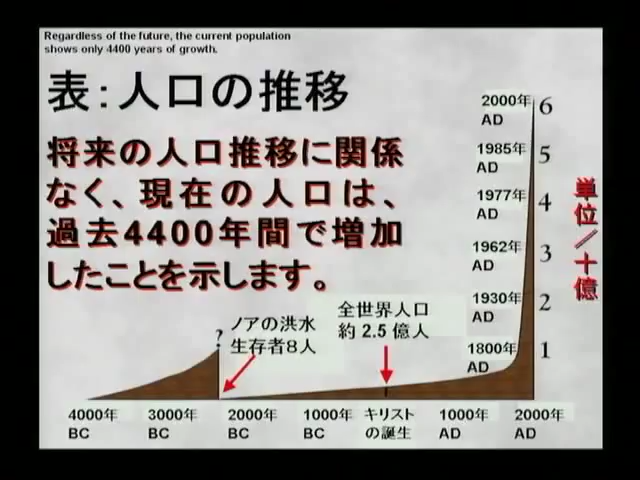 Regardless of the future, the current population
shows only 4400 years of growth.
表：人口の推移
将来の人口推移に関係
なく、現在の人口は、
過去4400年間で増加
したことを示します。
2000年
AD
6
1985年
AD
5
1977年
AD
4
1962年
AD
3
1930年
AD
2
1800年
AD
1
単位／十億
?
ノアの洪水
生存者8人
全世界人口
約 2.5 億人
4000年
BC
3000年
BC
2000年
BC
1000年
BC
キリスト
の誕生
1000年
AD
2000年
AD